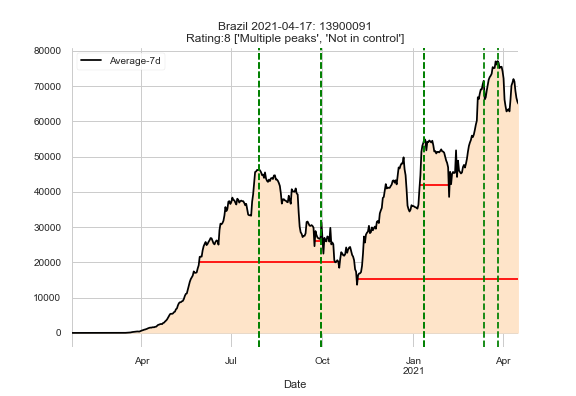 Brazil 2021-04-17: 13900091
Rating:8 ['Multiple peaks', 'Not in control']
80000
Average-7d
70000
60000
50000
40000
30000
20000
10000
0
Apr
Jul
Oct
Jan
2021
Apr
Date